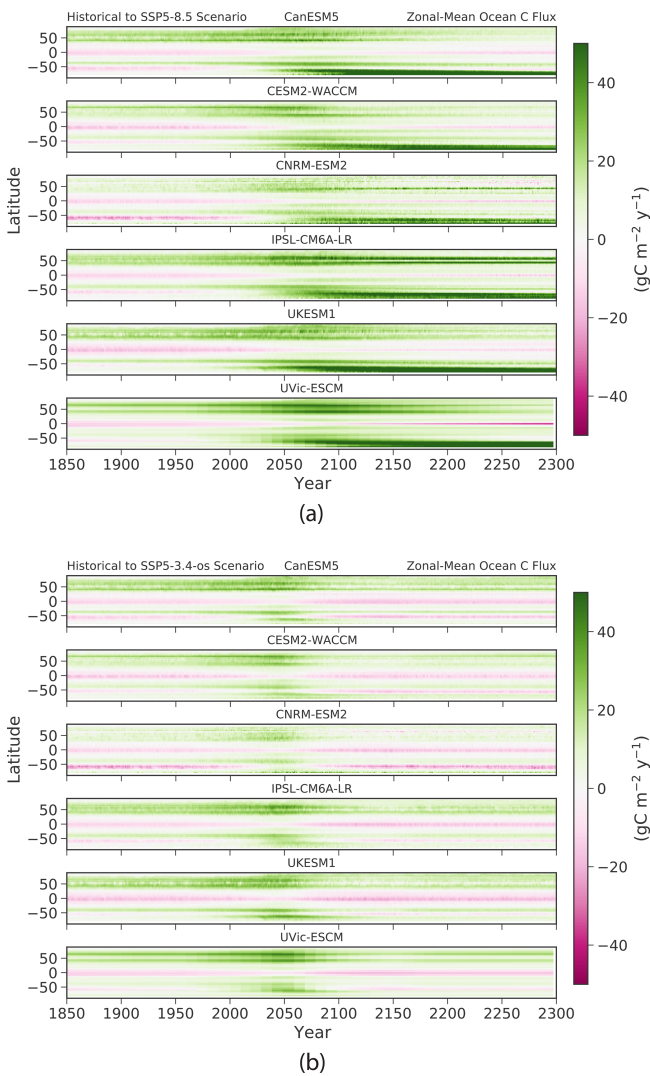 Historical to SSP5-8.5 Scenario CanESM5 Zonal-Mean Ocean C Flux
50
0
−50
CESM2-WACCM
50
0
−50
CNRM-ESM2
50
0
−50
IPSL-CM6A-LR
50
0
−50
UKESM1
50
0
−50
UVic-ESCM
50
0
−50
1850 1900 1950 2000 2050 2100 2150 2200 2250 2300
Year
Latitude
40
20
0
−20
−40
(gC m⁻² y⁻¹)
(a)
Historical to SSP5-3.4-os Scenario CanESM5 Zonal-Mean Ocean C Flux
50
0
−50
CESM2-WACCM
50
0
−50
CNRM-ESM2
50
0
−50
IPSL-CM6A-LR
50
0
−50
UKESM1
50
0
−50
UVic-ESCM
50
0
−50
1850 1900 1950 2000 2050 2100 2150 2200 2250 2300
Year
Latitude
40
20
0
−20
−40
(gC m⁻² y⁻¹)
(b)